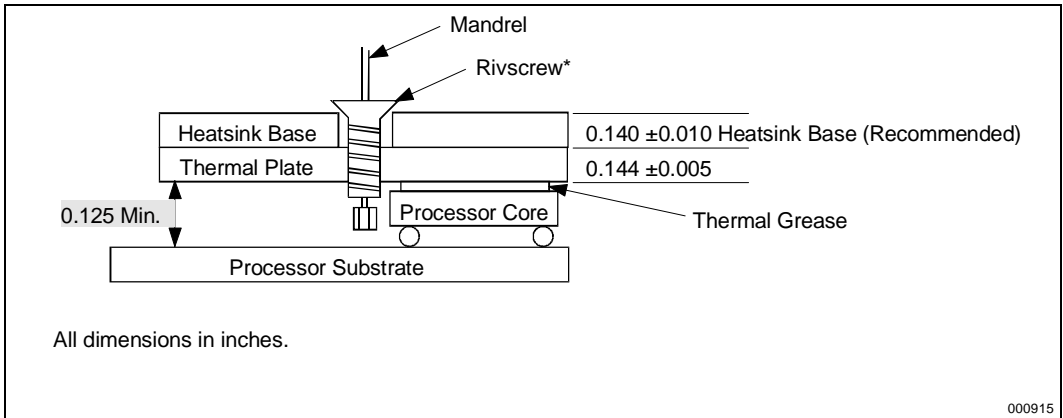 Mandrel
Rivscrew*
Heatsink Base
0.140 ±0.010 Heatsink Base (Recommended)
Thermal Plate
0.144 ±0.005
0.125 Min.
Processor Core
Thermal Grease
Processor Substrate
All dimensions in inches.
000915